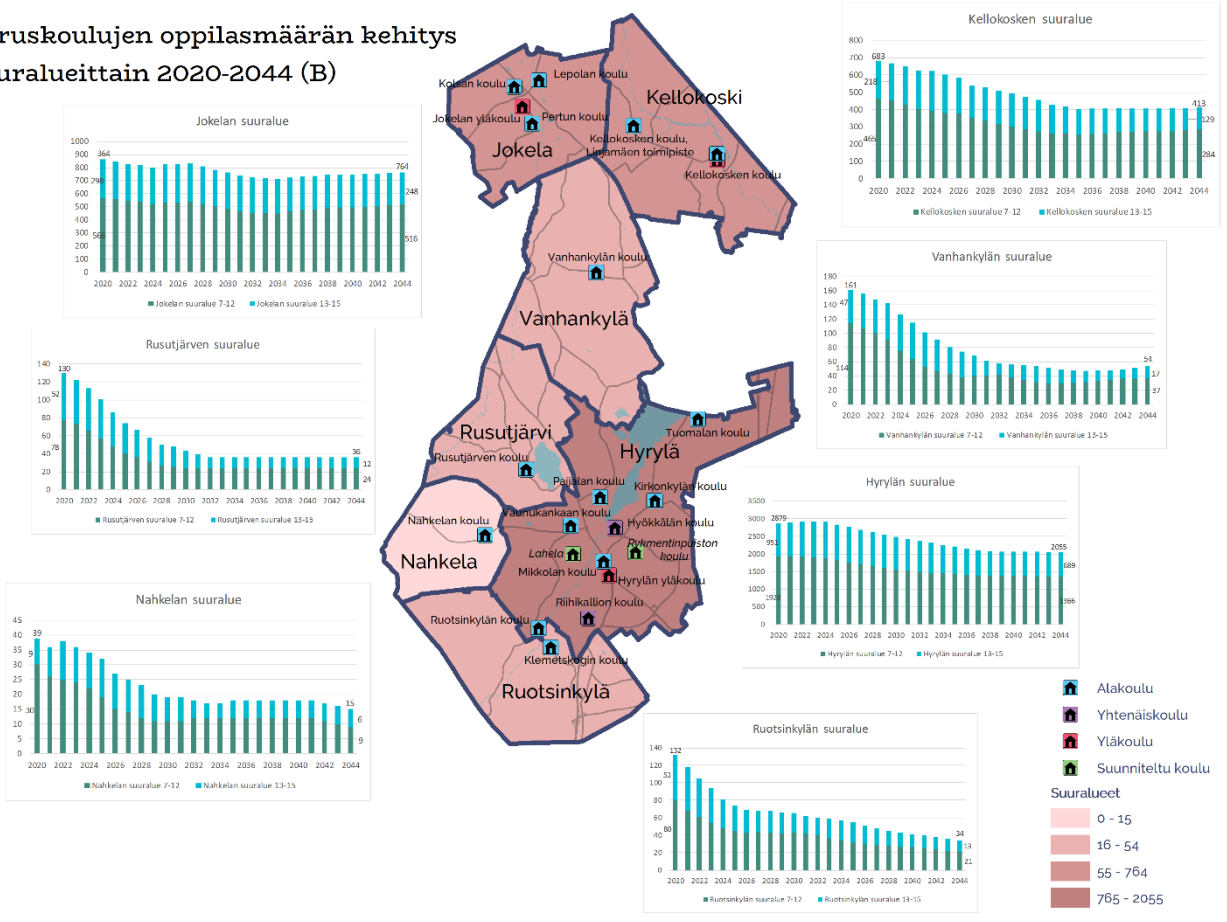 ruskoulujen oppilasmäärän kehitys
uralueittain 2020-2044 (B)
Jokelan suuralue
1000
900
800
700
600
500
400
300
200
100
0
364
298
566
764
248
516
2020 2022 2024 2026 2028 2030 2032 2034 2036 2038 2040 2042 2044
Jokelan suuralue 7-12 Jokelan suuralue 13-15
Rusutjärven suuralue
140
120
100
80
60
40
20
0
130
52
78
36
12
24
2020 2022 2024 2026 2028 2030 2032 2034 2036 2038 2040 2042 2044
Rusutjärven suuralue 7-12 Rusutjärven suuralue 13-15
Nahkelan suuralue
45
40
35
30
25
20
15
10
5
0
39
9
30
15
6
9
2020 2022 2024 2026 2028 2030 2032 2034 2036 2038 2040 2042 2044
Nahkelan suuralue 7-12 Nahkelan suuralue 13-15
Kolsan koulu
Lepolan koulu
Jokelan yläkoulu
Pertun koulu
Jokela
Kellokoski
Kellokosken koulu,
Linjamäen toimipiste
Kellokosken koulu
Vanhankylän koulu
Vanhankylä
Rusutjärvi
Rusutjärven koulu
Tuomalan koulu
Hyrylä
Paijalan koulu
Kirkonkylän koulu
Vaunukankaan koulu
Hyökkälän koulu
Nahkelan koulu
Nahkela
Lahela
Rykmentinpuiston
koulu
Mikkolan koulu
Hyrylän yläkoulu
Riihikallion koulu
Ruotsinkylän koulu
Klemetskogin koulu
Ruotsinkylä
Kellokosken suuralue
800
700
600
500
400
300
200
100
0
683
218
465
413
129
284
2020 2022 2024 2026 2028 2030 2032 2034 2036 2038 2040 2042 2044
Kellokosken suuralue 7-12 Kellokosken suuralue 13-15
Vanhankylän suuralue
180
160
140
120
100
80
60
40
20
0
161
47
114
54
17
37
2020 2022 2024 2026 2028 2030 2032 2034 2036 2038 2040 2042 2044
Vanhankylän suuralue 7-12 Vanhankylän suuralue 13-15
Hyrylän suuralue
3500
3000
2500
2000
1500
1000
500
0
2879
951
1928
2055
689
1366
2020 2022 2024 2026 2028 2030 2032 2034 2036 2038 2040 2042 2044
Hyrylän suuralue 7-12 Hyrylän suuralue 13-15
Ruotsinkylän suuralue
140
120
100
80
60
40
20
0
132
52
80
34
13
21
2020 2022 2024 2026 2028 2030 2032 2034 2036 2038 2040 2042 2044
Ruotsinkylän suuralue 7-12 Ruotsinkylän suuralue 13-15
Alakoulu
Yhtenäiskoulu
Yläkoulu
Suunniteltu koulu
Suuralueet
0 - 15
16 - 54
55 - 764
765 - 2055